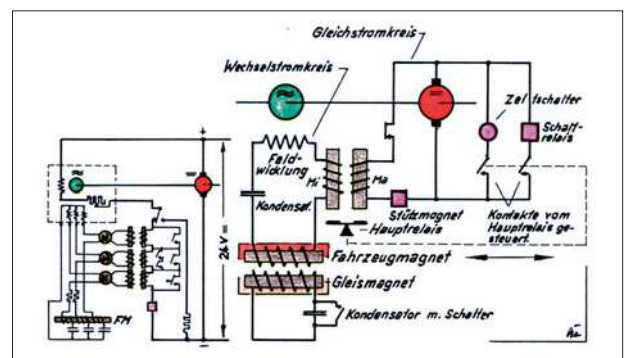 Gleichstromkreis
Wechselstromkreis
Feld-
wicklung
Kondensat.
Mi
Ma
Zeitschalter
Schalt-
relais
Stützmagnet
Hauptrelais
Kontakte vom
Hauptrelais ge-
steuert.
Fahrzeugmagnet
Gleismagnet
Kondensator m. Schalter
+
24V=
−
FM